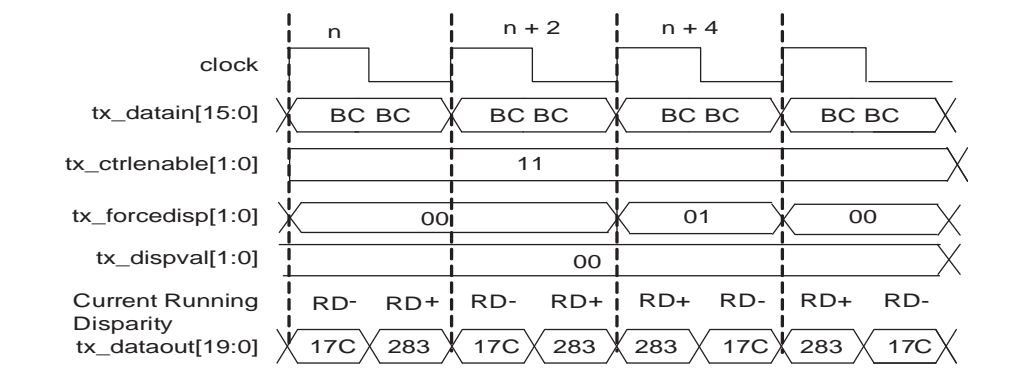 n n + 2 n + 4
clock
tx_datain[15:0] BC BC BC BC BC BC BC BC
tx_ctrlenable[1:0] 11
tx_forcedisp[1:0] 00 01 00
tx_dispval[1:0] 00
Current Running RD- RD+ RD- RD+ RD+ RD- RD+ RD-
Disparity
tx_dataout[19:0] 17C 283 17C 283 283 17C 283 17C